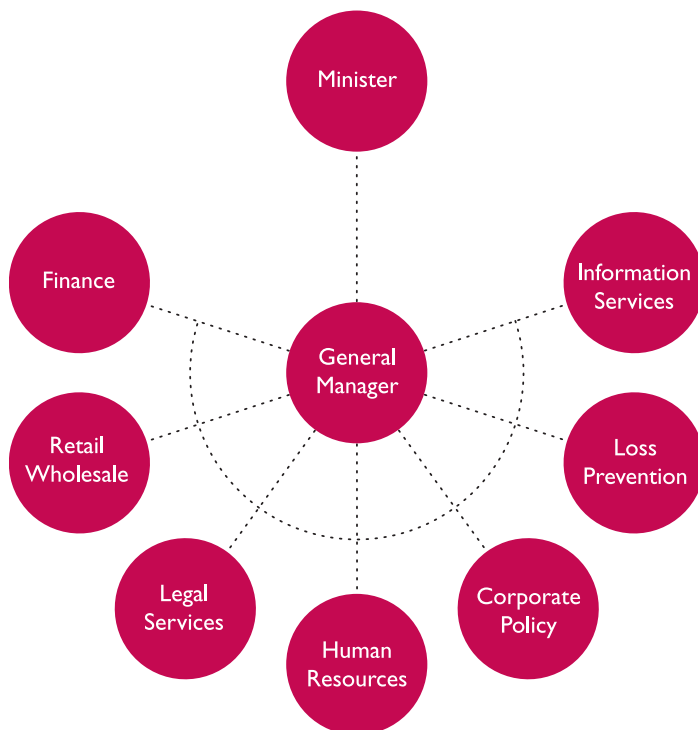 Minister
Finance
Information
Services
General
Manager
Retail
Wholesale
Loss
Prevention
Legal
Services
Corporate
Policy
Human
Resources